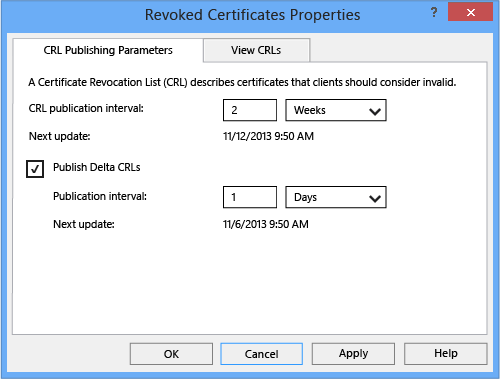 Revoked Certificates Properties
?
CRL Publishing Parameters
View CRLs
A Certificate Revocation List (CRL) describes certificates that clients should consider invalid.
CRL publication interval: 2 Weeks
Next update: 11/12/2013 9:50 AM
Publish Delta CRLs
Publication interval: 1 Days
Next update: 11/6/2013 9:50 AM
OK Cancel Apply Help